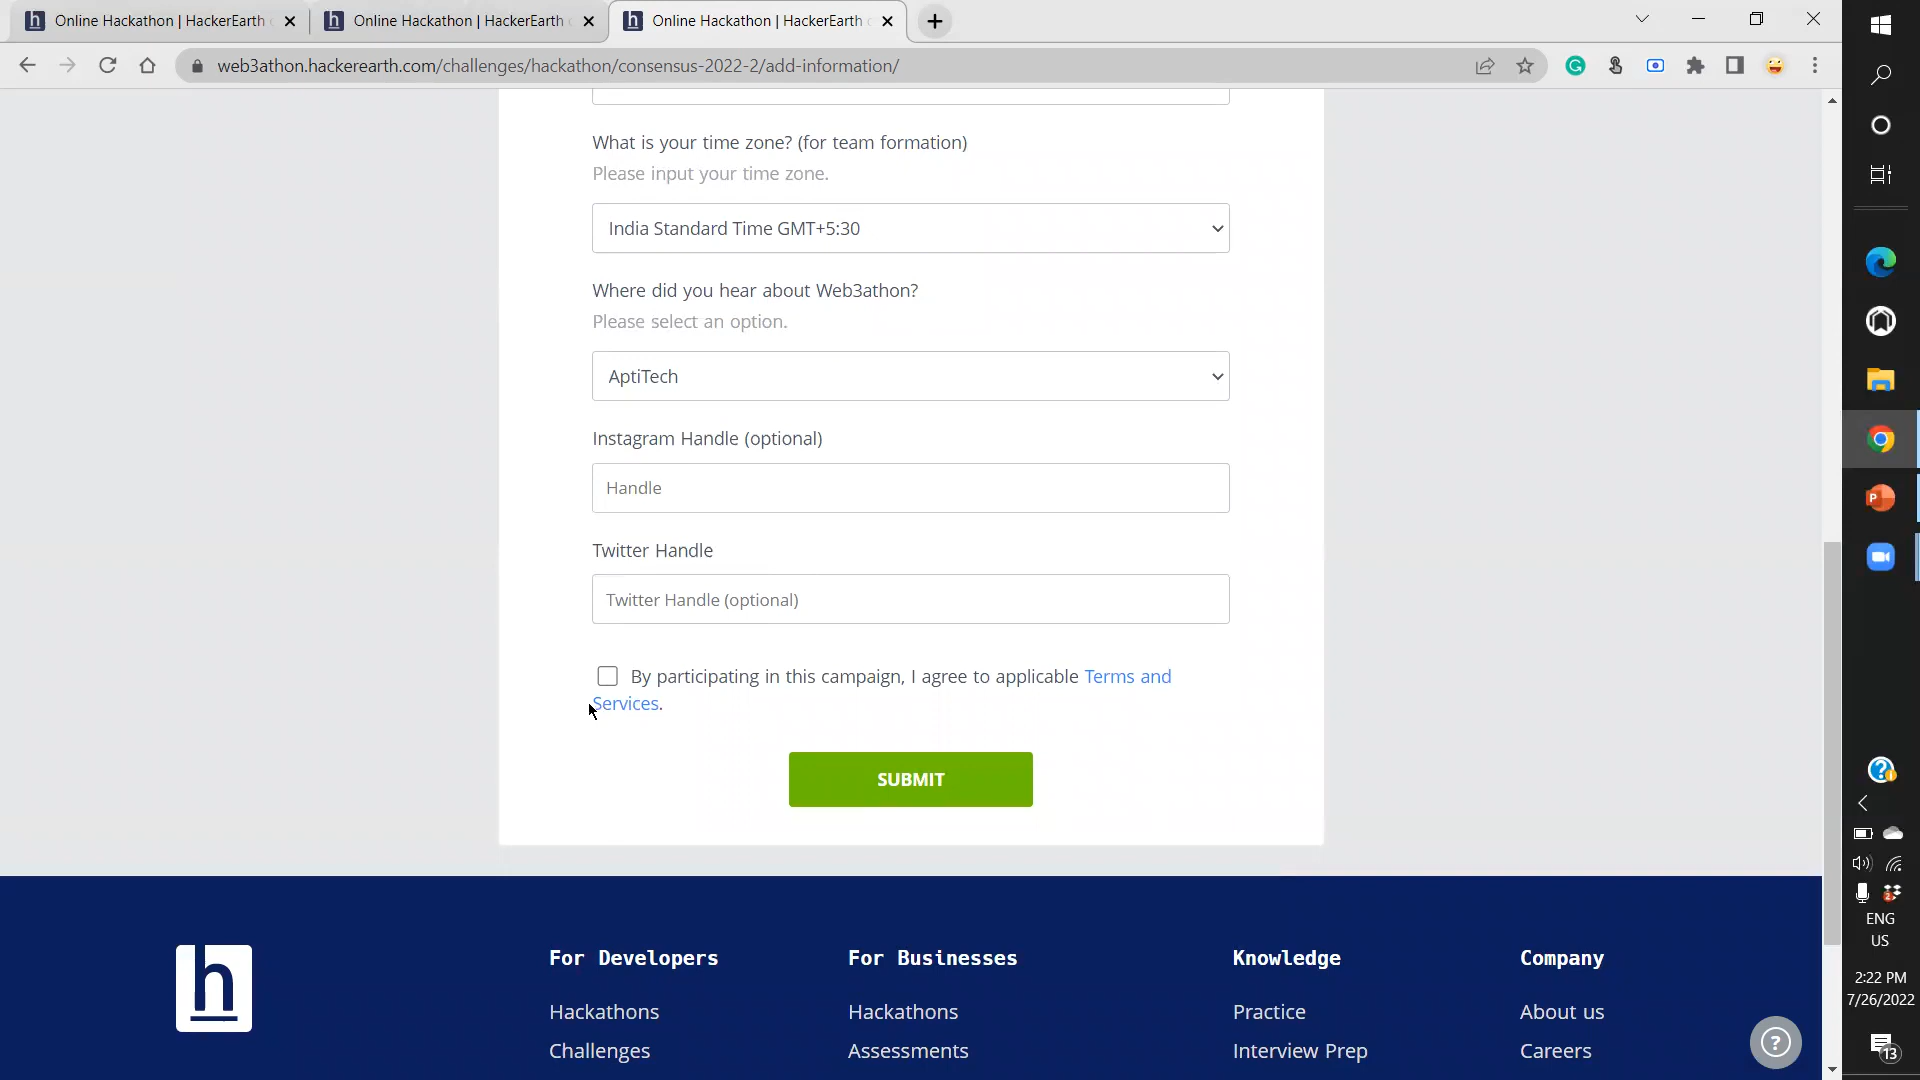 Online Hackathon | HackerEarth
Online Hackathon | HackerEarth
Online Hackathon | HackerEarth
web3athon.hackerearth.com/challenges/hackathon/consensus-2022-2/add-information/
What is your time zone? (for team formation)
Please input your time zone.
India Standard Time GMT+5:30
Where did you hear about Web3athon?
Please select an option.
AptiTech
Instagram Handle (optional)
Handle
Twitter Handle
Twitter Handle (optional)
By participating in this campaign, I agree to applicable Terms and
Services.
SUBMIT
h
For Developers
For Businesses
Knowledge
Company
Hackathons
Hackathons
Practice
About us
Challenges
Assessments
Interview Prep
Careers
ENG
US
2:22 PM
7/26/2022
13